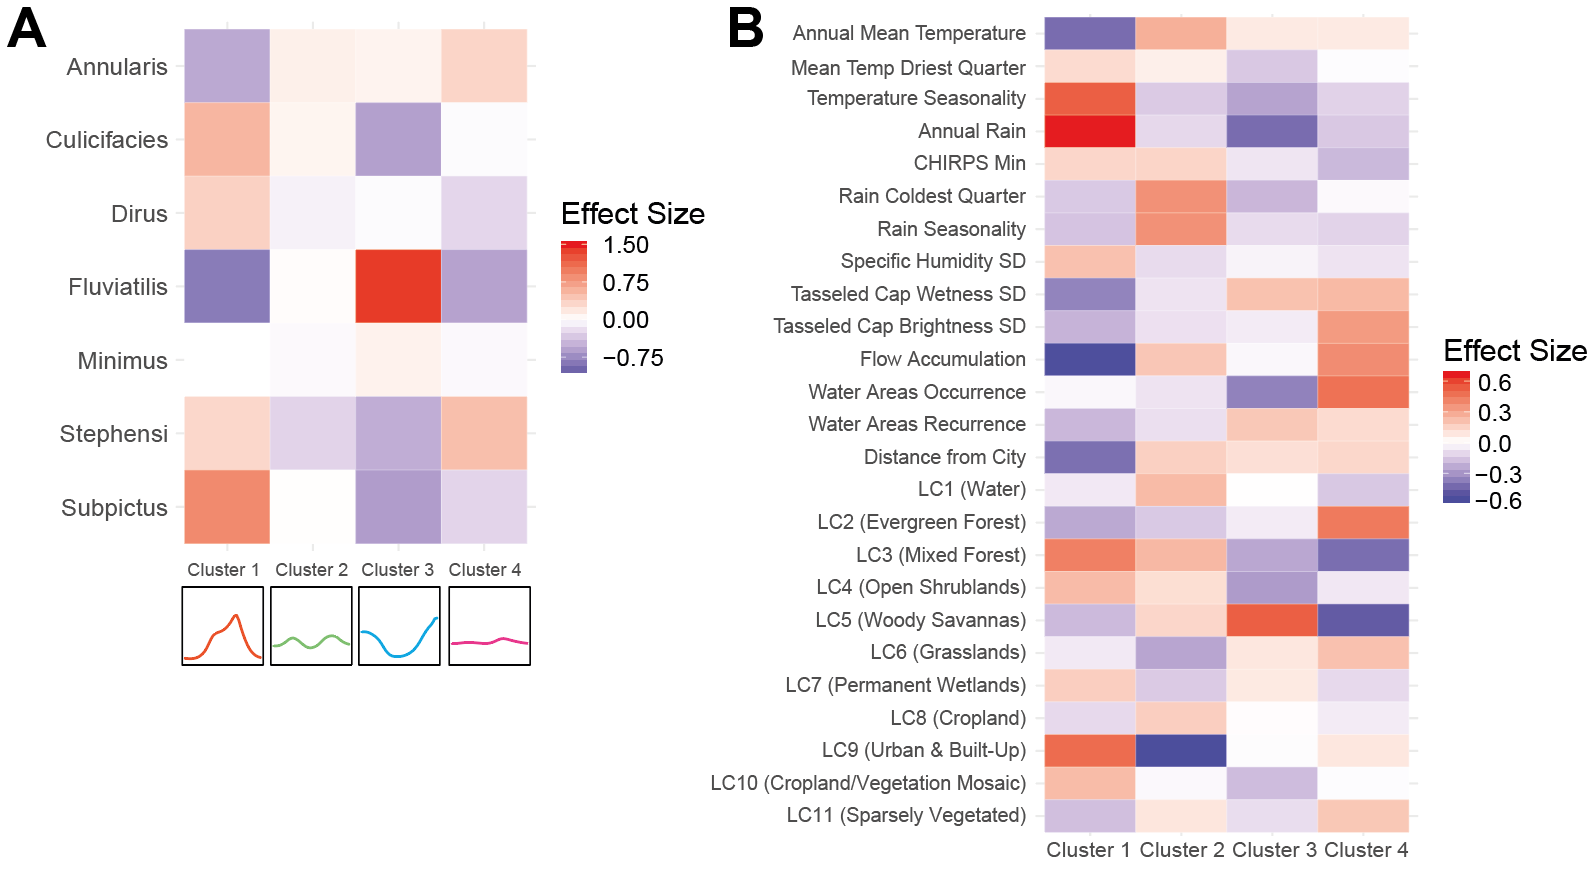 A
Annularis
Culicifacies
Dirus
Fluviatilis
Minimus
Stephensi
Subpictus
Cluster 1 Cluster 2 Cluster 3 Cluster 4
Effect Size
1.50
0.75
0.00
−0.75
B
Annual Mean Temperature
Mean Temp Driest Quarter
Temperature Seasonality
Annual Rain
CHIRPS Min
Rain Coldest Quarter
Rain Seasonality
Specific Humidity SD
Tasseled Cap Wetness SD
Tasseled Cap Brightness SD
Flow Accumulation
Water Areas Occurrence
Water Areas Recurrence
Distance from City
LC1 (Water)
LC2 (Evergreen Forest)
LC3 (Mixed Forest)
LC4 (Open Shrublands)
LC5 (Woody Savannas)
LC6 (Grasslands)
LC7 (Permanent Wetlands)
LC8 (Cropland)
LC9 (Urban & Built-Up)
LC10 (Cropland/Vegetation Mosaic)
LC11 (Sparsely Vegetated)
Cluster 1 Cluster 2 Cluster 3 Cluster 4
Effect Size
0.6
0.3
0.0
−0.3
−0.6